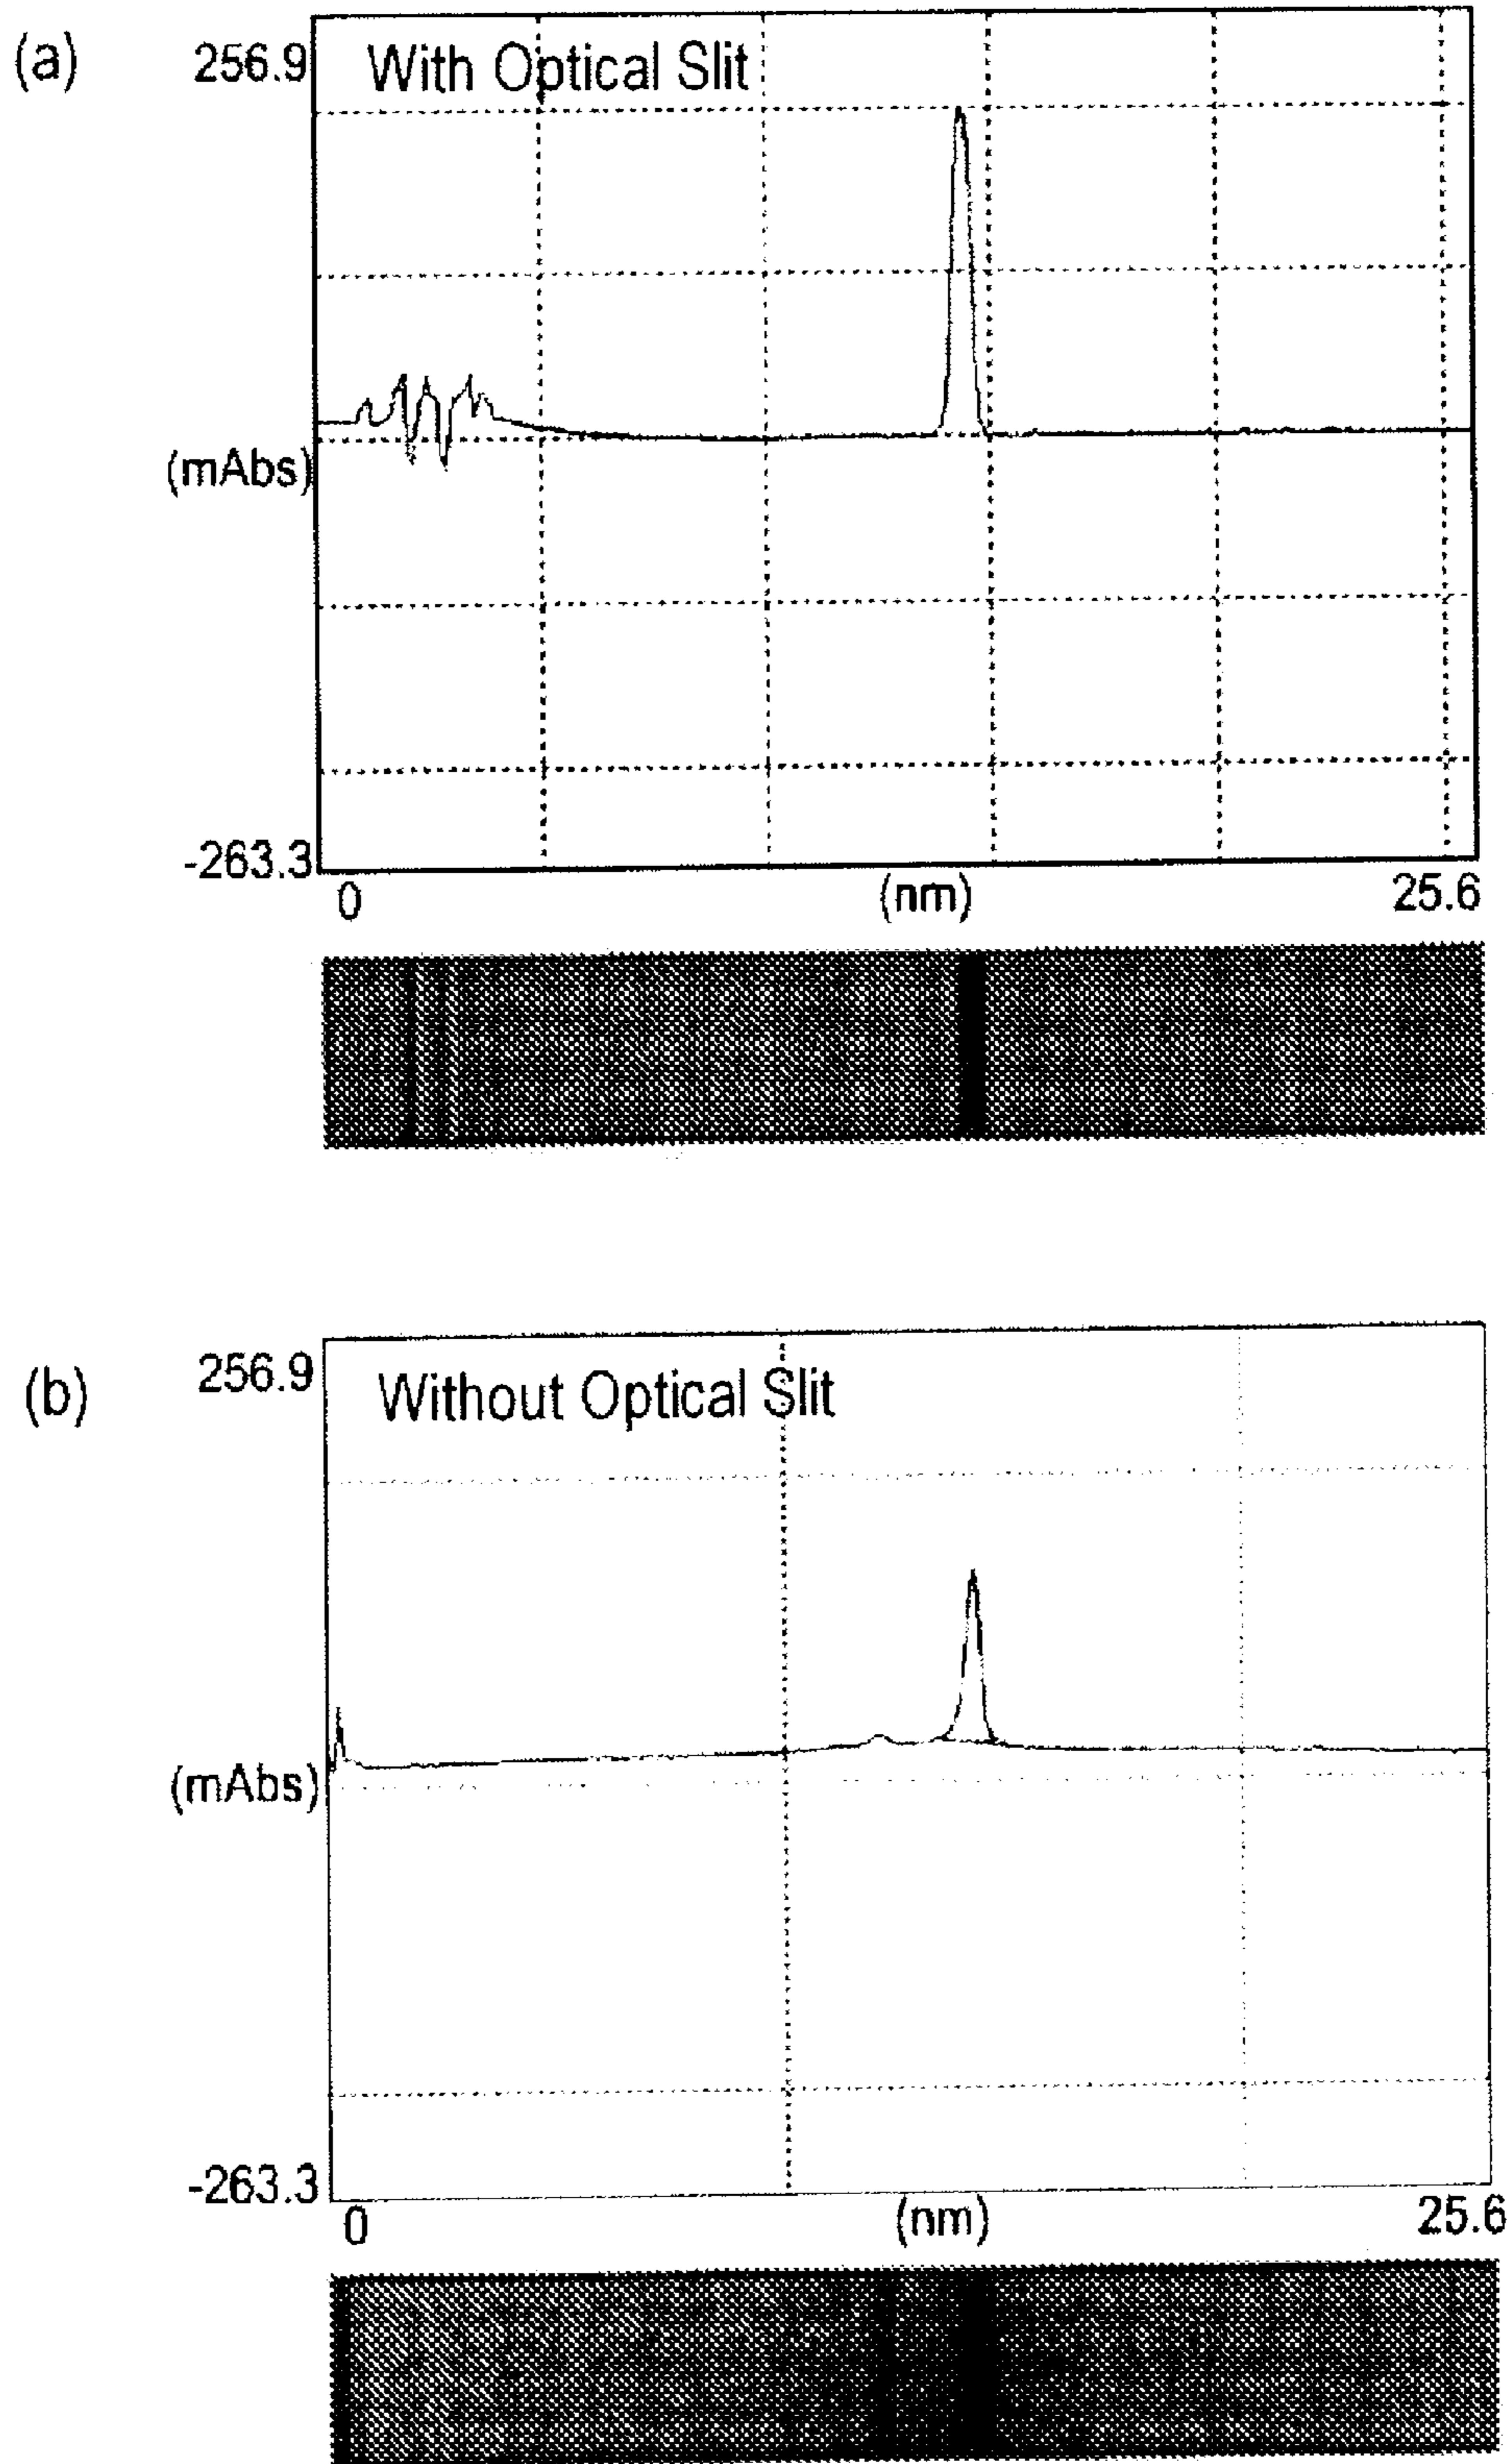 (a)
256.9
With Optical Slit
(mAbs)
-263.3
0
(nm)
25.6
(b)
256.9
Without Optical Slit
(mAbs)
-263.3
0
(nm)
25.6